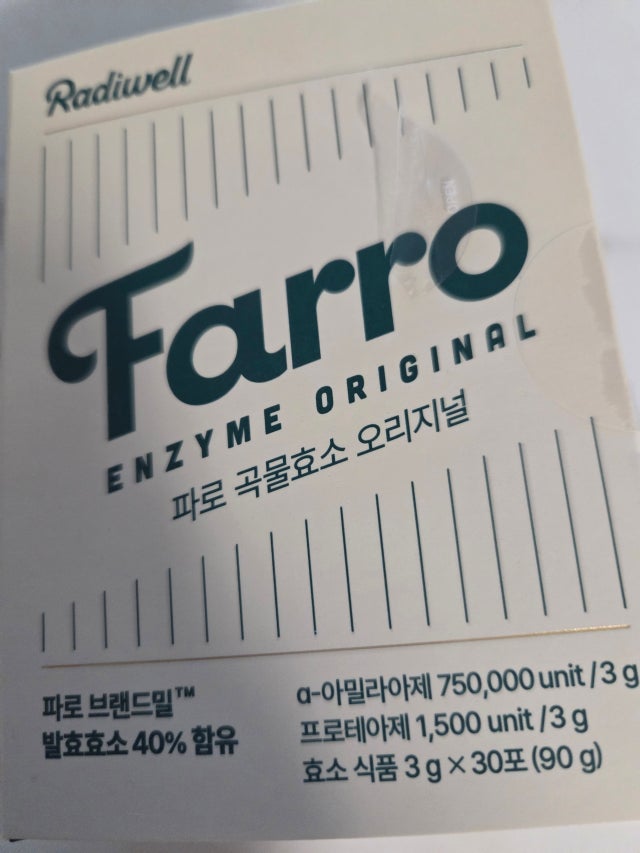 Radiwell
OPEN
Farro
ENZYME ORIGINAL
파로 곡물효소 오리지널
파로 브랜드밀™
발효효소 40% 함유
α-아밀라아제 750,000 unit /3 g
프로테아제 1,500 unit /3 g
효소 식품 3 g × 30포 (90 g)